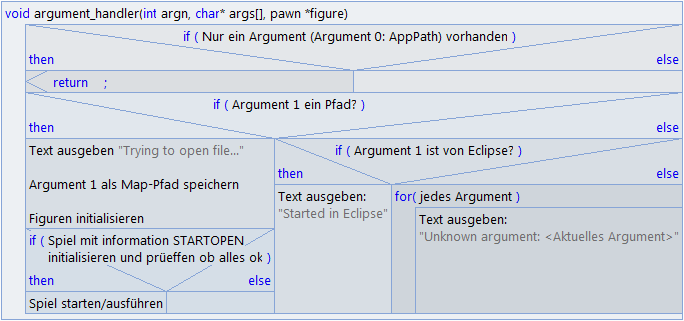 void argument_handler(int argn, char* args[], pawn *figure)
if ( Nur ein Argument (Argument 0: AppPath) vorhanden )
then else
return ;
if ( Argument 1 ein Pfad? )
then else
Text ausgeben "Trying to open file..."
Argument 1 als Map-Pfad speichern
Figuren initialisieren
if ( Spiel mit information STARTOPEN
initialisieren und prüeffen ob alles ok )
then else
Spiel starten/ausführen
if ( Argument 1 ist von Eclipse? )
then else
Text ausgeben:
"Started in Eclipse"
for( jedes Argument )
Text ausgeben:
"Unknown argument: <Aktuelles Argument>"